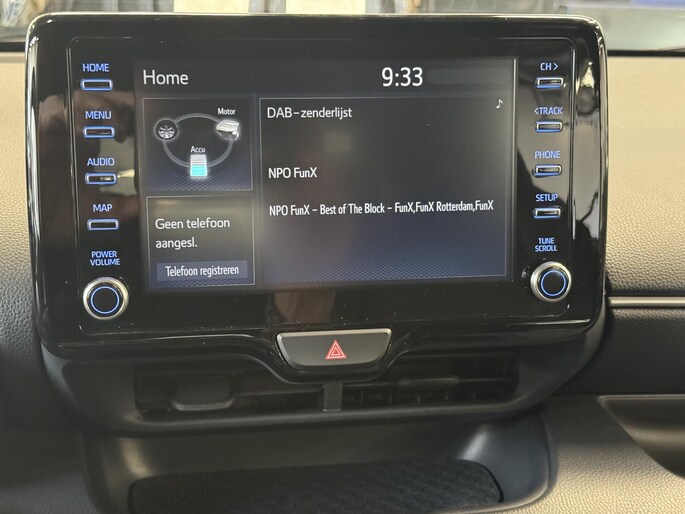 HOME
MENU
AUDIO
MAP
POWER
VOLUME
Home
9:33
Motor
Accu
Geen telefoon
aangesl.
Telefoon registreren
DAB-zenderlijst
NPO FunX
NPO FunX - Best of The Block - FunX,FunX Rotterdam,FunX
CH >
< TRACK
PHONE
SETUP
TUNE
SCROLL